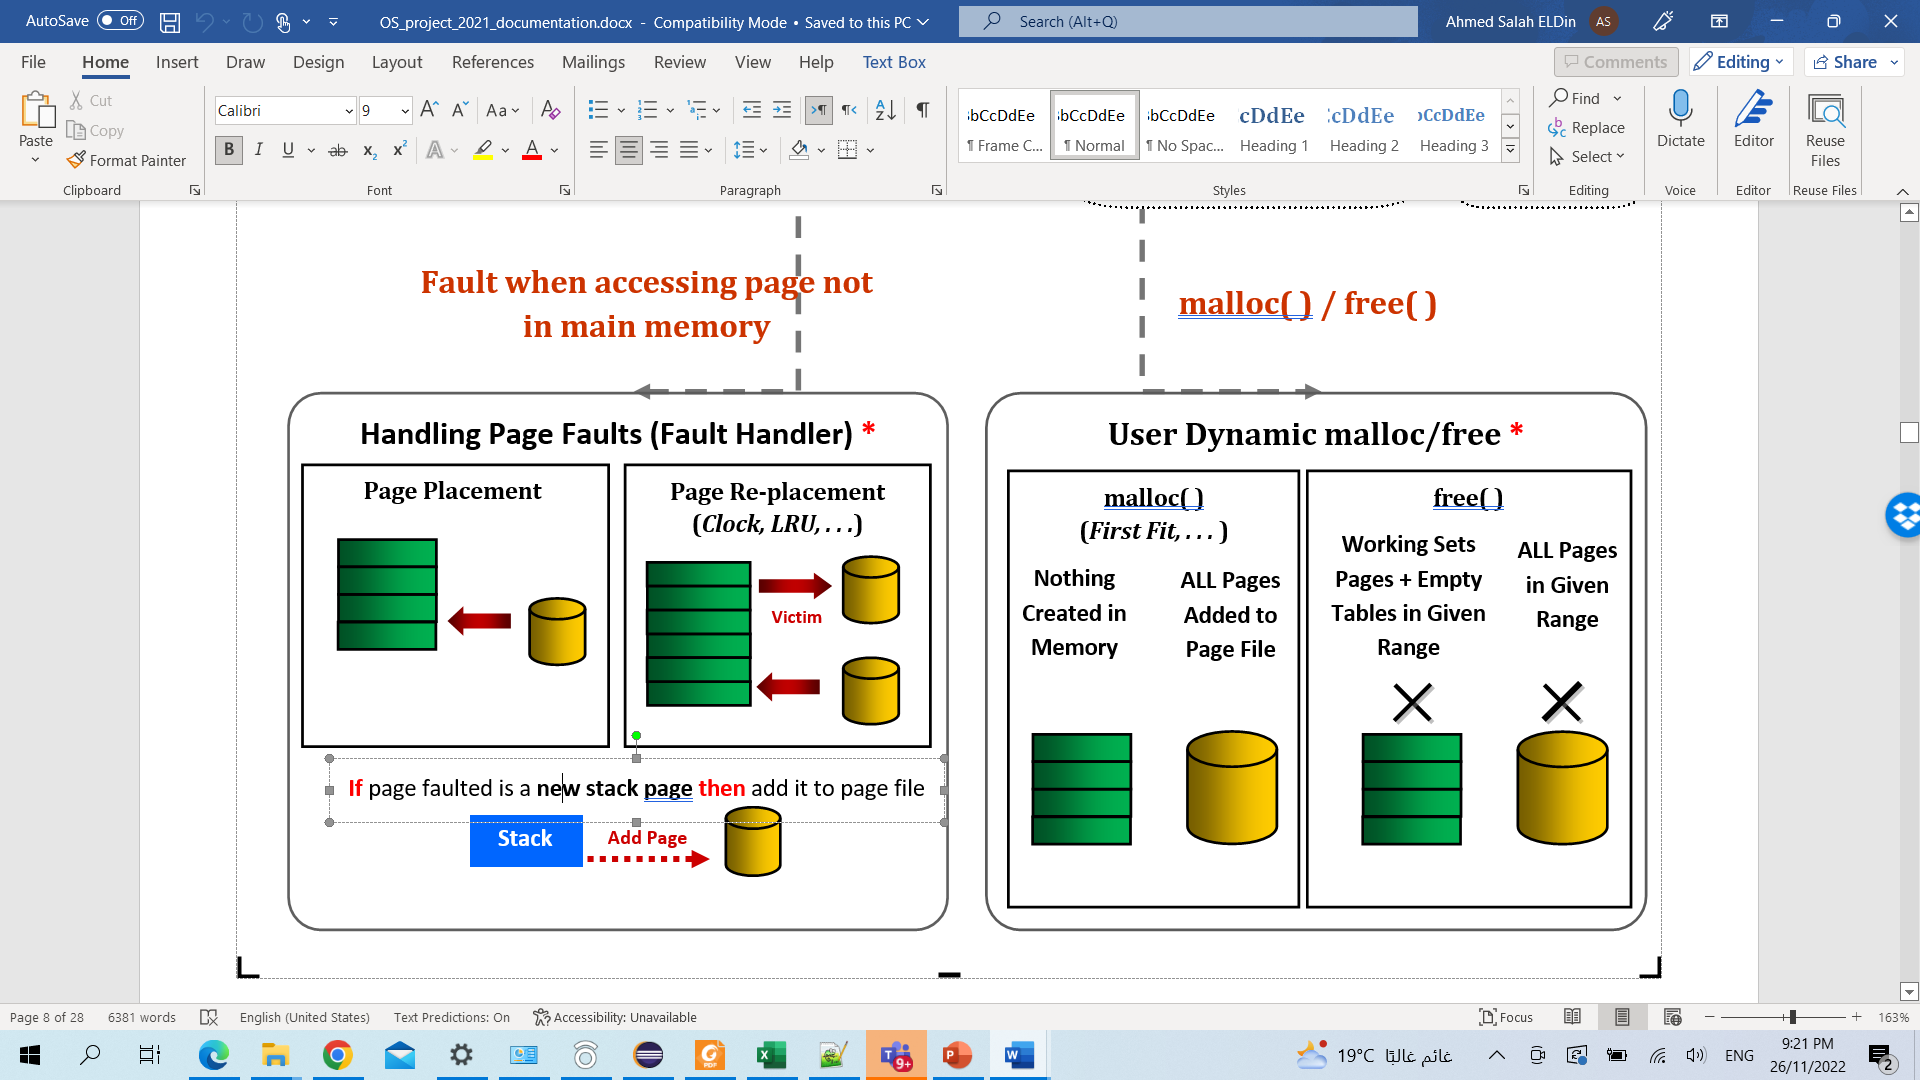 AutoSave Off OS_project_2021_documentation.docx - Compatibility Mode • Saved to this PC Search (Alt+Q) Ahmed Salah ELDin AS
File Home Insert Draw Design Layout References Mailings Review View Help Text Box Comments Editing Share
Paste
Cut
Copy
Format Painter
Clipboard
Calibri 9
Font
Paragraph
bCcDdEe bCcDdEe bCcDdEe cDdEe CcDdEe bCcDdEe
¶ Frame C... ¶ Normal ¶ No Spac... Heading 1 Heading 2 Heading 3
Styles
Find
Replace
Select
Editing
Dictate
Voice
Editor
Editor
Reuse
Files
Reuse Files
Fault when accessing page not
in main memory
malloc( ) / free( )
Handling Page Faults (Fault Handler) *
Page Placement
Page Re-placement
(Clock, LRU, . . .)
Victim
If page faulted is a new stack page then add it to page file
Stack
Add Page
User Dynamic malloc/free *
malloc( )
(First Fit, . . . )
Nothing
Created in
Memory
ALL Pages
Added to
Page File
free( )
Working Sets
Pages + Empty
Tables in Given
Range
ALL Pages
in Given
Range
Page 8 of 28 6381 words English (United States) Text Predictions: On Accessibility: Unavailable Focus 163%
19°C غائم غالبًا ENG
9:21 PM
26/11/2022
2
9+